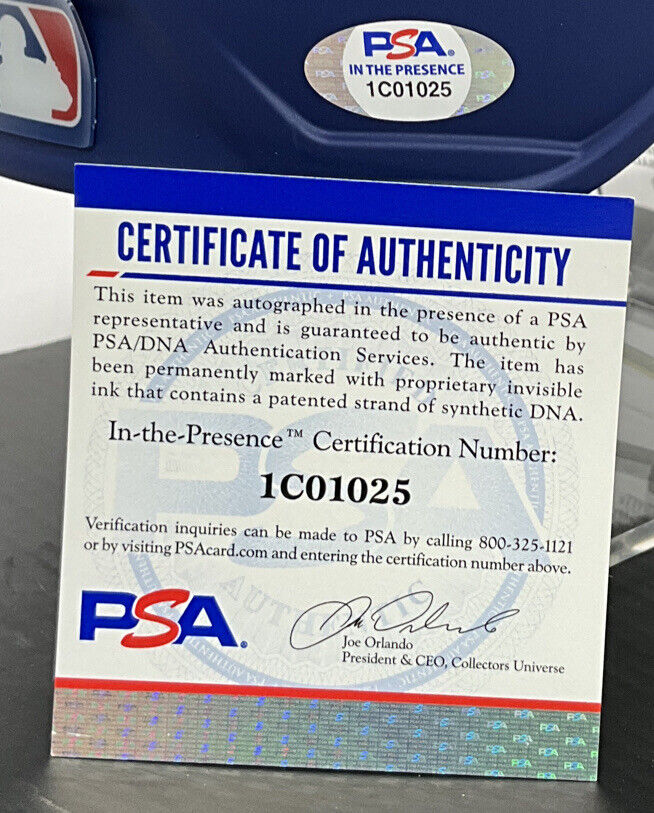 PSA.
IN THE PRESENCE
1C01025
CERTIFICATE OF AUTHENTICITY
This item was autographed in the presence of a PSA
representative and is guaranteed to be authentic by
PSA/DNA Authentication Services. The item has
been permanently marked with proprietary invisible
ink that contains a patented strand of synthetic DNA.
In-the-Presence™ Certification Number:
1C01025
Verification inquiries can be made to PSA by calling 800-325-1121
or by visiting PSAcard.com and entering the certification number above.
PSA.
Joe Orlando
President & CEO, Collectors Universe